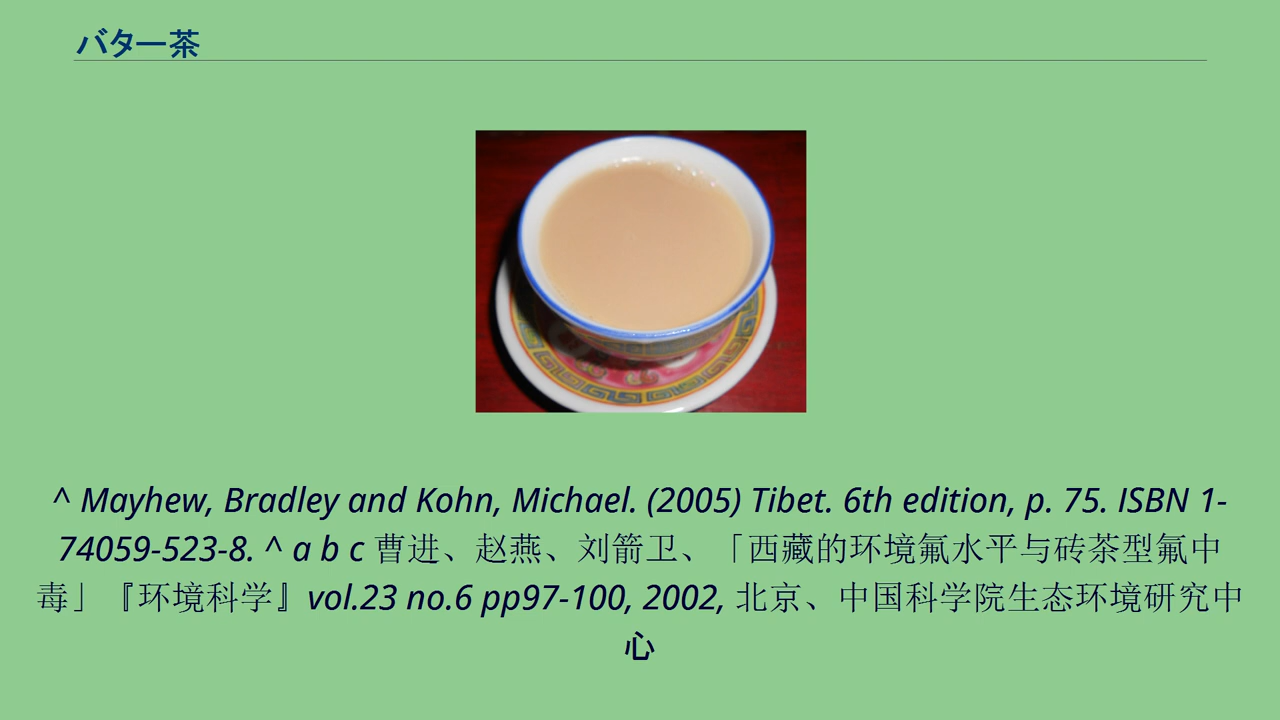 バター茶
^ Mayhew, Bradley and Kohn, Michael. (2005) Tibet. 6th edition, p. 75. ISBN 1-
74059-523-8. ^ a b c 曹进、赵燕、刘箭卫、「西藏的环境氟水平与砖茶型氟中
毒」『环境科学』vol.23 no.6 pp97-100, 2002, 北京、中国科学院生态环境研究中
心